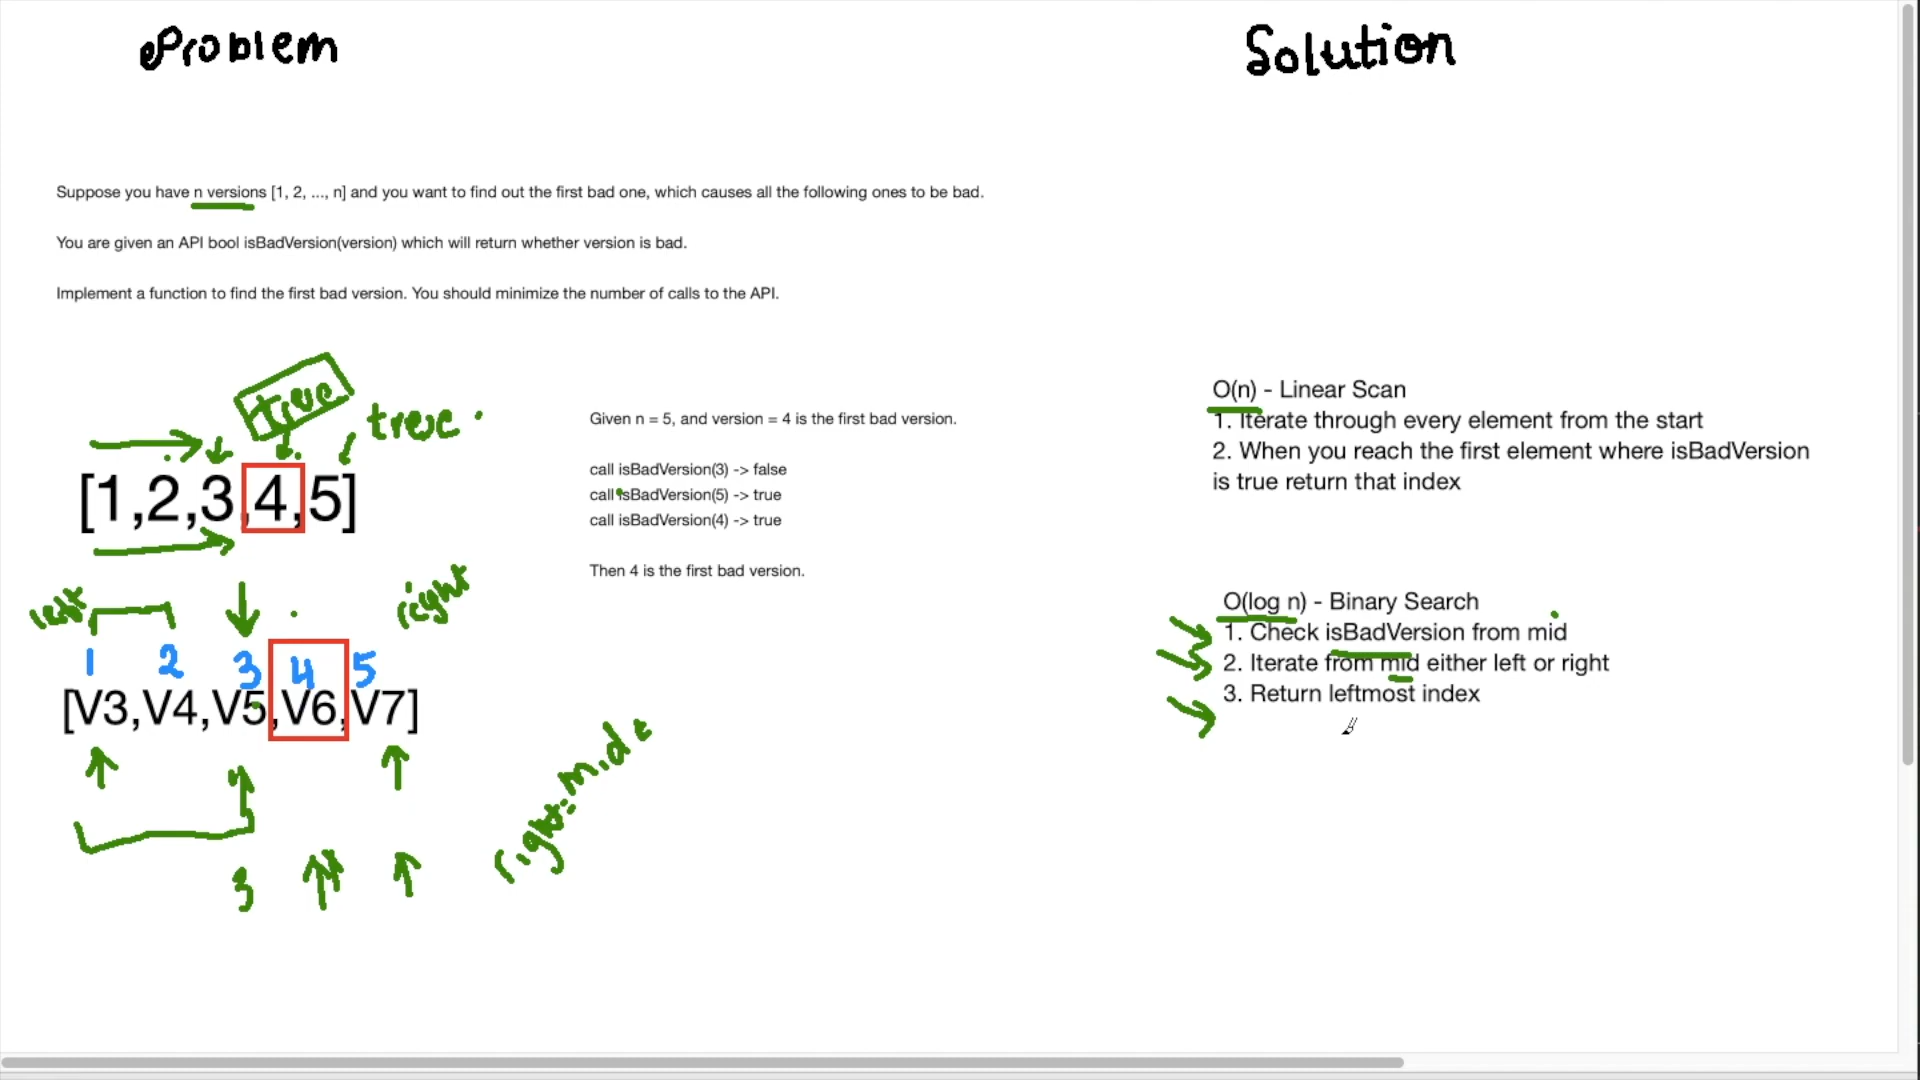 Problem
Solution
Suppose you have n versions [1, 2, ..., n] and you want to find out the first bad one, which causes all the following ones to be bad.
You are given an API bool isBadVersion(version) which will return whether version is bad.
Implement a function to find the first bad version. You should minimize the number of calls to the API.
true
true
[1,2,3,4,5]
Given n = 5, and version = 4 is the first bad version.
call isBadVersion(3) -> false
call isBadVersion(5) -> true
call isBadVersion(4) -> true
Then 4 is the first bad version.
left
right
1 2 3 4 5
[V3,V4,V5,V6,V7]
3
O(n) - Linear Scan
1. Iterate through every element from the start
2. When you reach the first element where isBadVersion
is true return that index
O(log n) - Binary Search
1. Check isBadVersion from mid
2. Iterate from mid either left or right
3. Return leftmost index